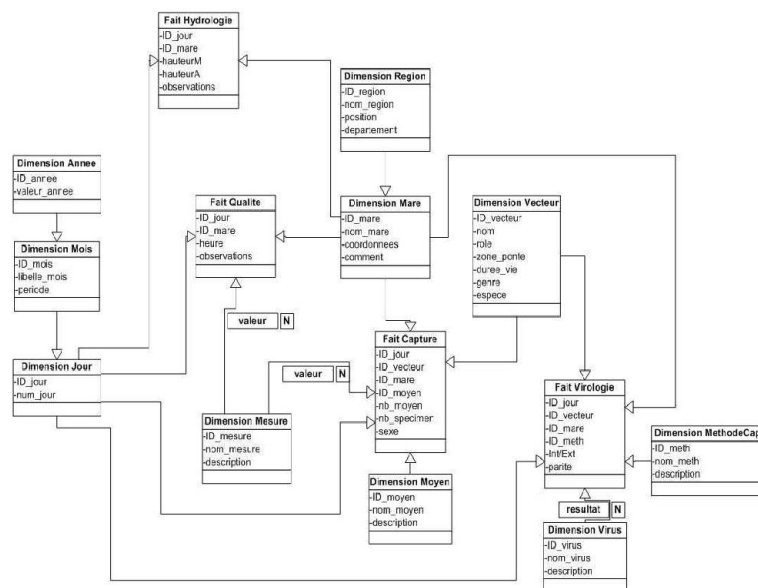 Fait Hydrologie
-ID_jour
-ID_mare
-hauteurM
-hauteurA
-observations
Dimension Region
-ID_region
-nom_region
-position
-departement
Dimension Annee
-ID_annee
-valeur_annee
Fait Qualite
-ID_jour
-ID_mare
-heure
-observations
Dimension Mare
-ID_mare
-nom_mare
-coordonnees
-comment
Dimension Vecteur
-ID_vecteur
-nom
-role
-zone_ponte
-duree_vie
-genre
-espece
Dimension Mois
-ID_mois
-libelle_mois
-periode
valeur N
Fait Capture
-ID_jour
-ID_vecteur
-ID_mare
-ID_moyen
-nb_moyen
-nb_specimen
-sexe
valeur N
Dimension Jour
-ID_jour
-num_jour
Fait Virologie
-ID_jour
-ID_vecteur
-ID_mare
-ID_meth
-Int/Ext
-parite
Dimension Mesure
-ID_mesure
-nom_mesure
-description
Dimension MethodeCap
-ID_meth
-nom_meth
-description
Dimension Moyen
-ID_moyen
-nom_moyen
-description
resultat N
Dimension Virus
-ID_virus
-nom_virus
-description